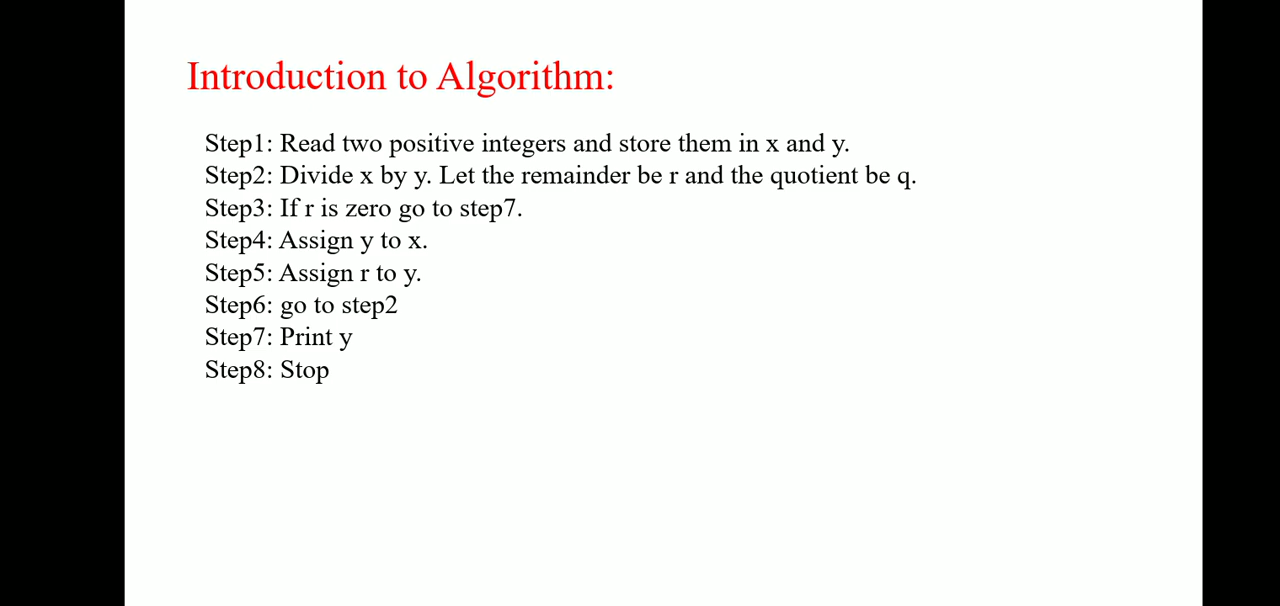 Introduction to Algorithm:
Step1: Read two positive integers and store them in x and y.
Step2: Divide x by y. Let the remainder be r and the quotient be q.
Step3: If r is zero go to step7.
Step4: Assign y to x.
Step5: Assign r to y.
Step6: go to step2
Step7: Print y
Step8: Stop